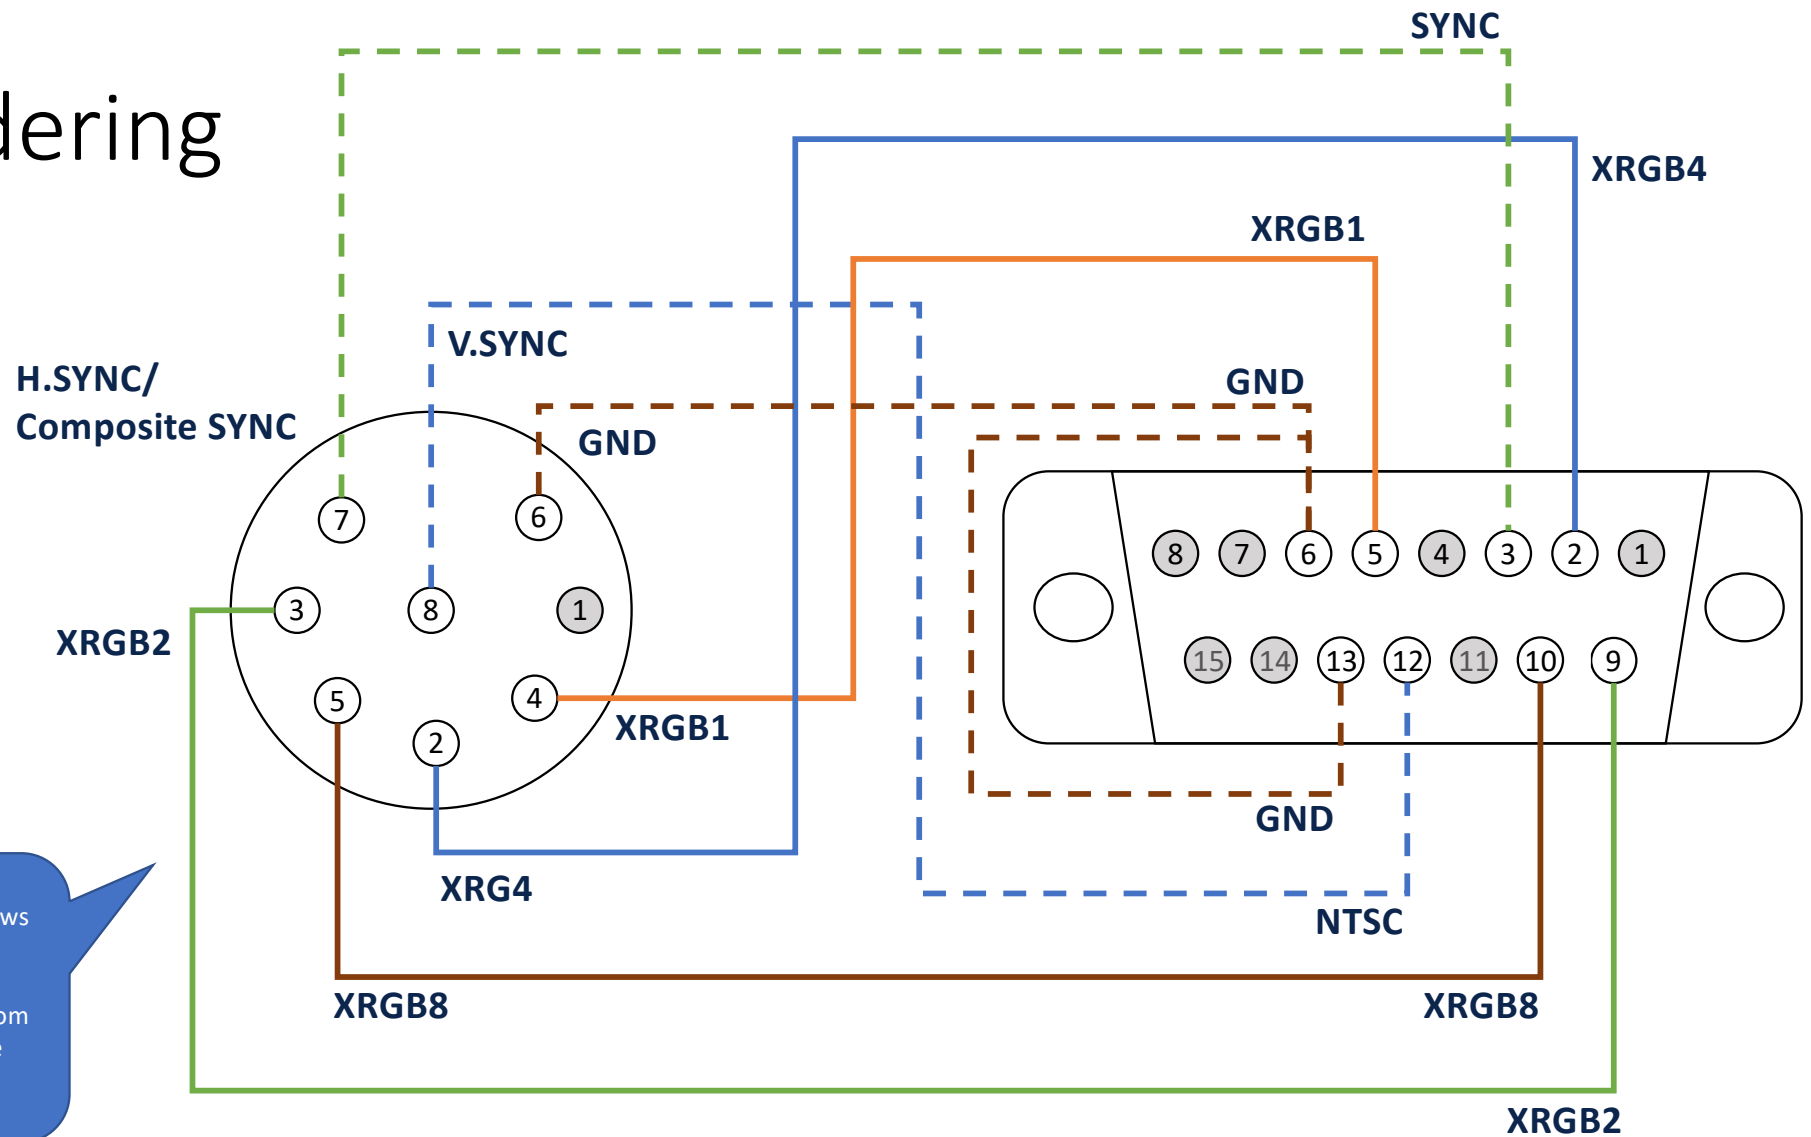 SYNC
dering
XRGB4
XRGB1
V.SYNC
H.SYNC/
Composite SYNC
GND
GND
7
6
8 7 6 5 4 3 2 1
3
8
1
XRGB2
15 14 13 12 11 10 9
5
4
XRGB1
2
GND
XRG4
NTSC
ws
XRGB8
XRGB8
om
e
XRGB2